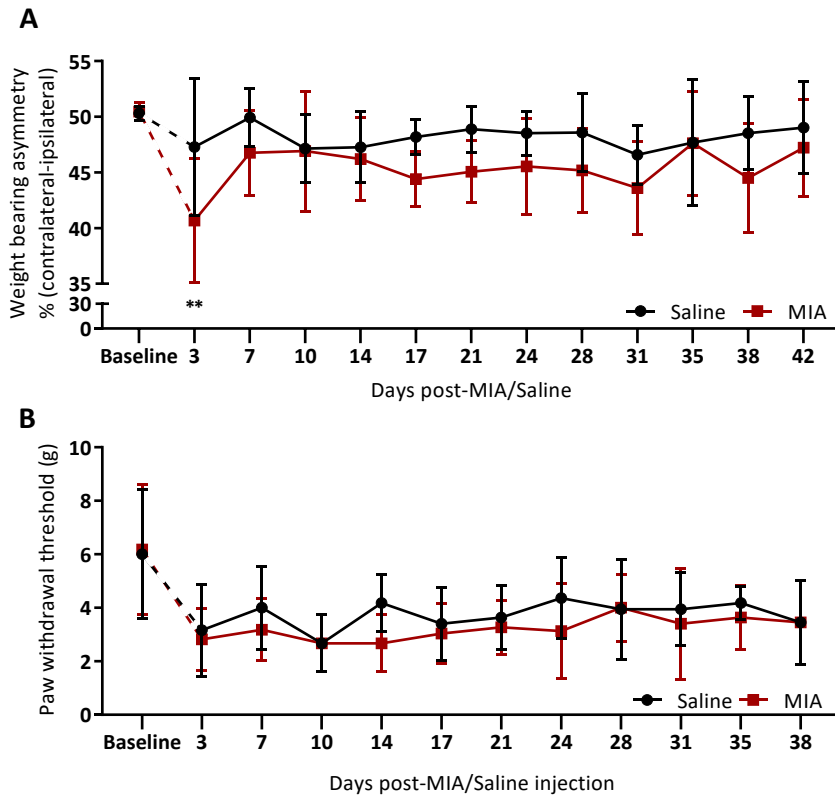 A
Weight bearing asymmetry
% (contralateral-ipsilateral)
55
50
45
40
35
30
0
**
Saline MIA
Baseline 3 7 10 14 17 21 24 28 31 35 38 42
Days post-MIA/Saline
B
Paw withdrawal threshold (g)
10
8
6
4
2
0
Saline MIA
Baseline 3 7 10 14 17 21 24 28 31 35 38
Days post-MIA/Saline injection